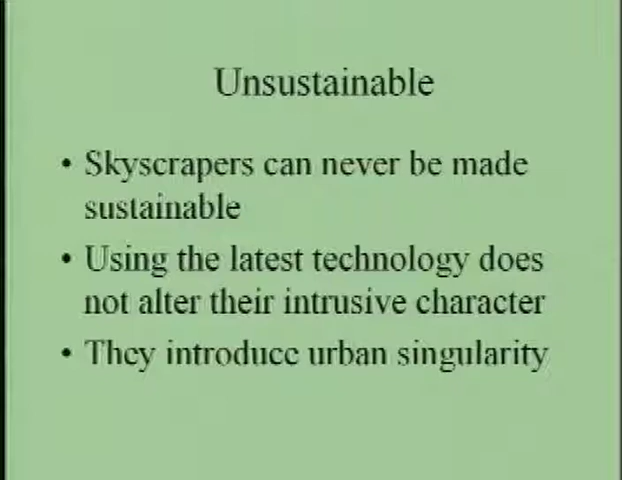 Unsustainable
• Skyscrapers can never be made
sustainable
• Using the latest technology does
not alter their intrusive character
• They introduce urban singularity